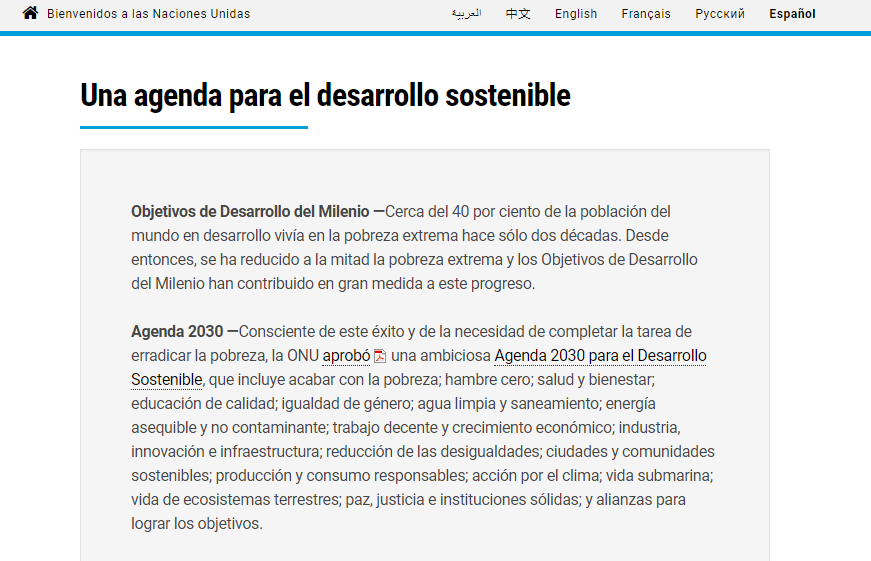 Bienvenidos a las Naciones Unidas العربية 中文 English Français Русский Español
Una agenda para el desarrollo sostenible
Objetivos de Desarrollo del Milenio —Cerca del 40 por ciento de la población del
mundo en desarrollo vivía en la pobreza extrema hace sólo dos décadas. Desde
entonces, se ha reducido a la mitad la pobreza extrema y los Objetivos de Desarrollo
del Milenio han contribuido en gran medida a este progreso.
Agenda 2030 —Consciente de este éxito y de la necesidad de completar la tarea de
erradicar la pobreza, la ONU aprobó una ambiciosa Agenda 2030 para el Desarrollo
Sostenible, que incluye acabar con la pobreza; hambre cero; salud y bienestar;
educación de calidad; igualdad de género; agua limpia y saneamiento; energía
asequible y no contaminante; trabajo decente y crecimiento económico; industria,
innovación e infraestructura; reducción de las desigualdades; ciudades y comunidades
sostenibles; producción y consumo responsables; acción por el clima; vida submarina;
vida de ecosistemas terrestres; paz, justicia e instituciones sólidas; y alianzas para
lograr los objetivos.